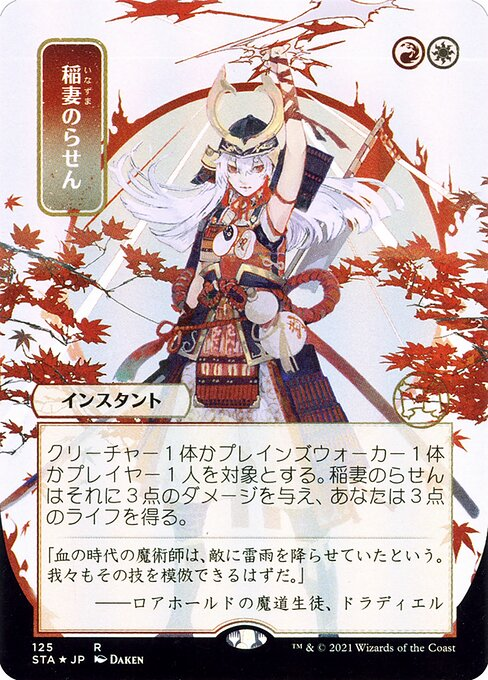 稲妻のらせん
いなずま
インスタント
クリーチャー1体かプレインズウォーカー1体
かプレイヤー1人を対象とする。稲妻のらせん
はそれに3点のダメージを与え、あなたは3点
のライフを得る。
「血の時代の魔術師は、敵に雷雨を降らせていたという。
我々もその技を模倣できるはずだ。」
――ロアホールドの魔道生徒、ドラディエル
125 R
STA★JP DAKEN
™ & © 2021 Wizards of the Coast